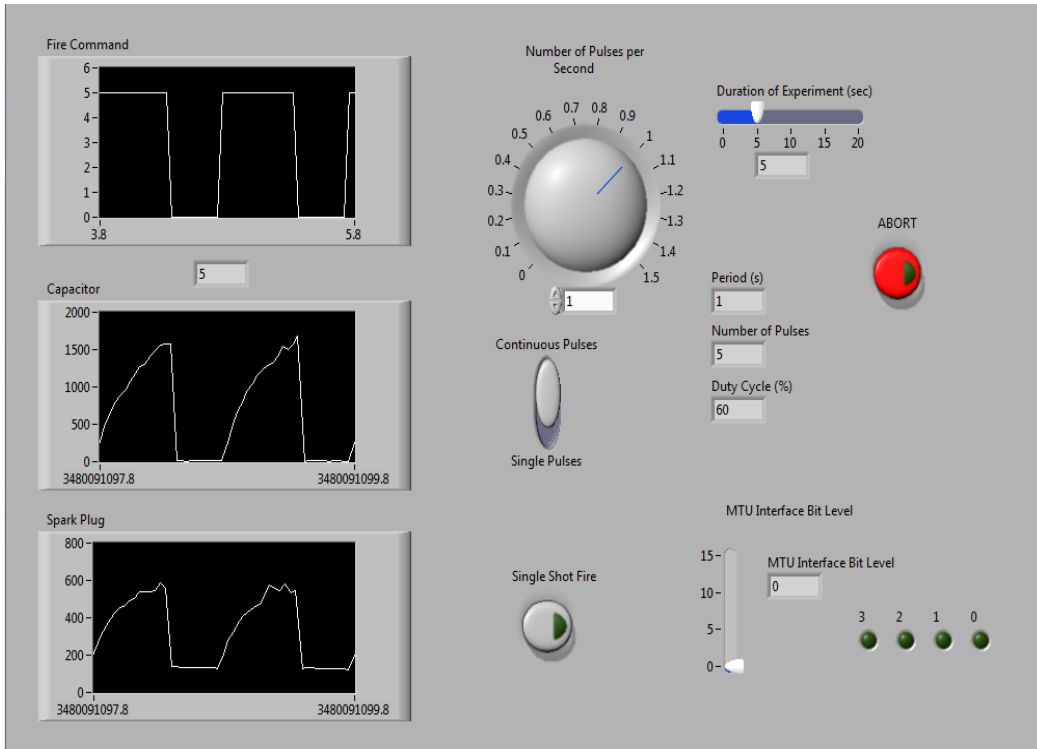 Fire Command
6
5
4
3
2
1
0
3.8 5.8
5
Capacitor
2000
1500
1000
500
0
3480091097.8 3480091099.8
Spark Plug
800
600
400
200
0
3480091097.8 3480091099.8
Number of Pulses per
Second
0 0.1 0.2 0.3 0.4 0.5 0.6 0.7 0.8 0.9 1 1.1 1.2 1.3 1.4 1.5
1
Continuous Pulses
Single Pulses
Single Shot Fire
Duration of Experiment (sec)
0 5 10 15 20
5
ABORT
Period (s)
1
Number of Pulses
5
Duty Cycle (%)
60
MTU Interface Bit Level
15
10
5
0
MTU Interface Bit Level
0
3 2 1 0